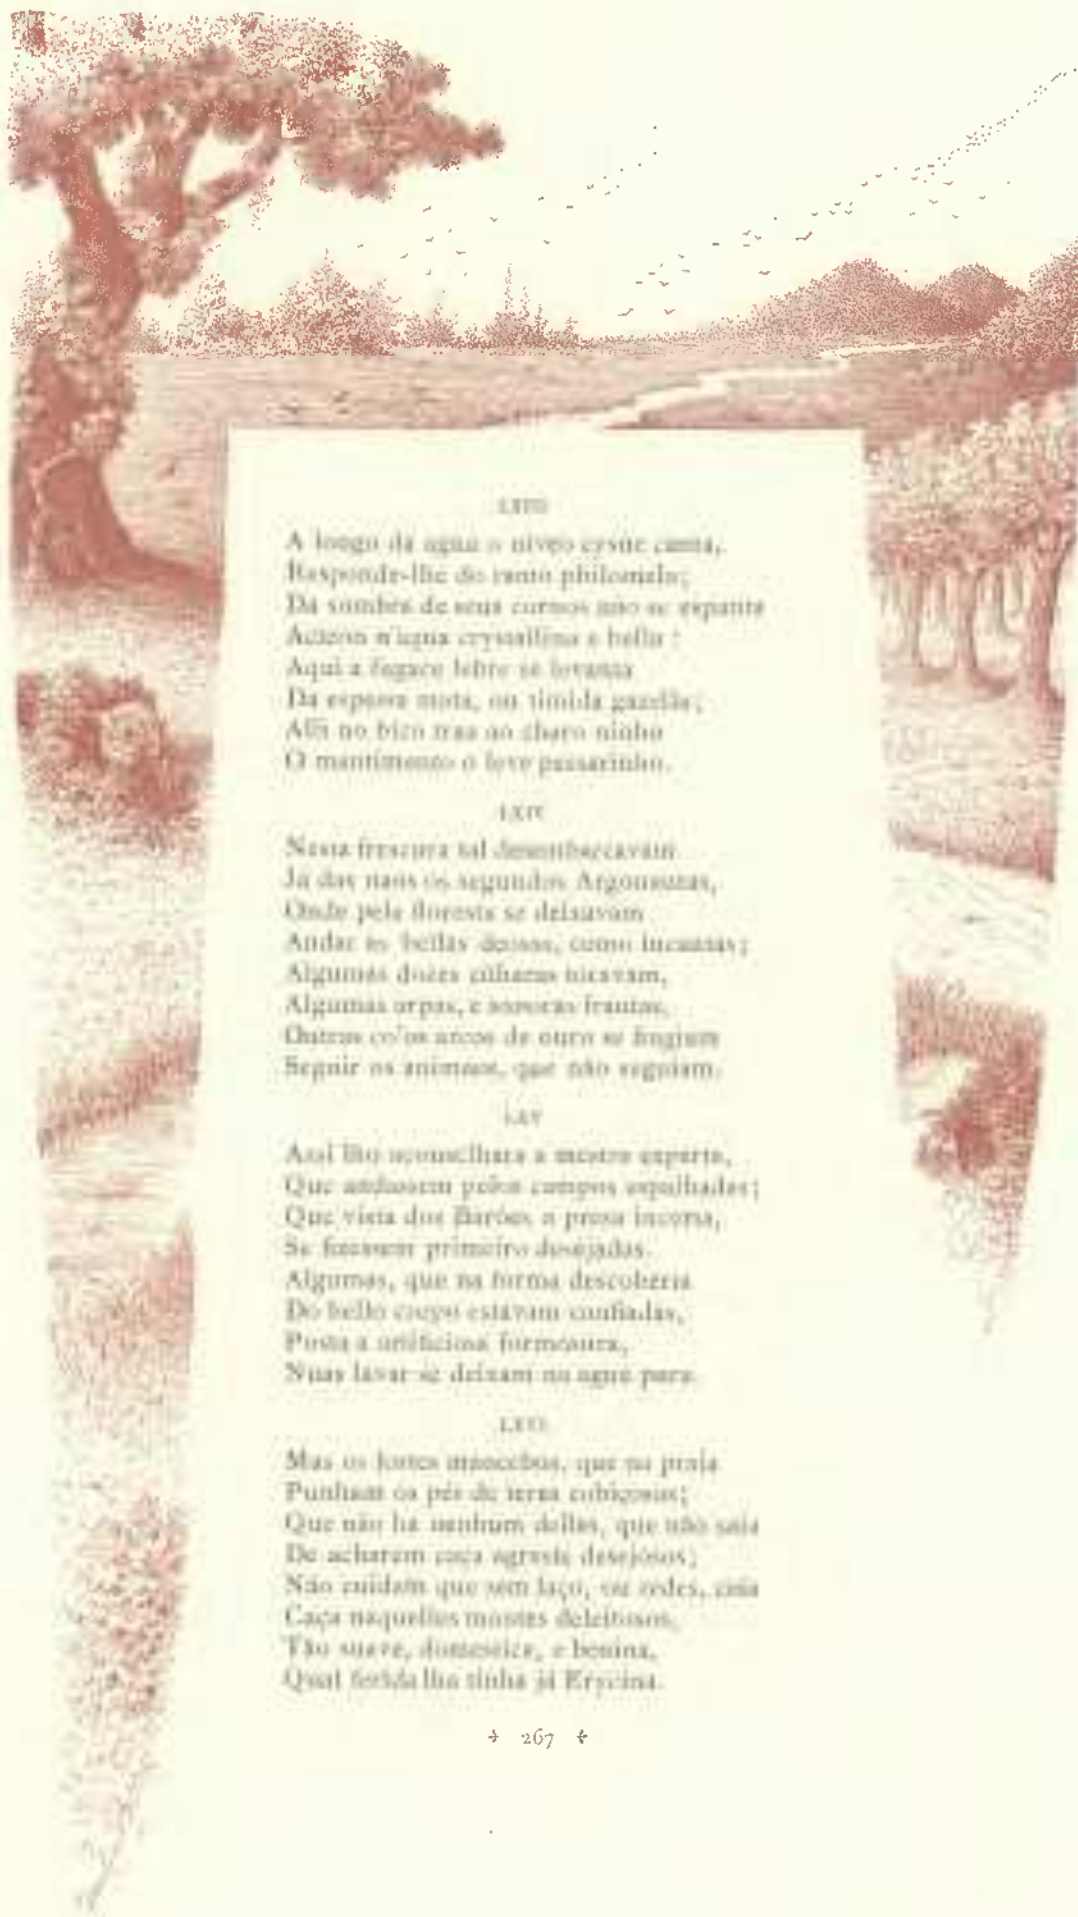 LXIII
A longo da agua o niveo cysne canta,
Responde-lhe do ramo philomela;
Da sombra de seus cornos não se espanta
Acteon n'agua crystallina e bella:
Aqui a fugace lebre se levanta
Da espessa mata, ou timida gazella;
Alli no bico traz ao charo ninho
O mantimento o leve passarinho.
LXIV
Nesta frescura tal desembarcavam
Ja das naos os segundos Argonautas,
Onde pela floresta se deixavam
Andar as bellas deosas, como incautas;
Algumas doces citharas tocavam,
Algumas arpas, e sonoras frautas,
Outras co'os arcos de ouro se fingiam
Seguir os animaes, que não seguiam.
LXV
Assi lho aconselhara a mestra experta,
Que andassem pelos campos espalhadas;
Que vista dos Barões a presa incerta,
Se fizessem primeiro desejadas.
Algumas, que na forma descoberta
Do bello corpo estavam confiadas,
Posta a artificiosa formosura,
Nuas lavar-se deixam na agua pura.
LXVI
Mas os fortes mancebos, que na praia
Punham os pés de terra cobiçosos;
Que não ha nenhum delles, que não saia
De acharem caça agreste desejosos;
Não cuidam que sem laço, ou redes, caia
Caça naquelles montes deleitosos,
Tão suave, domestica, e benina,
Qual ferida lha tinha já Erycina.
267